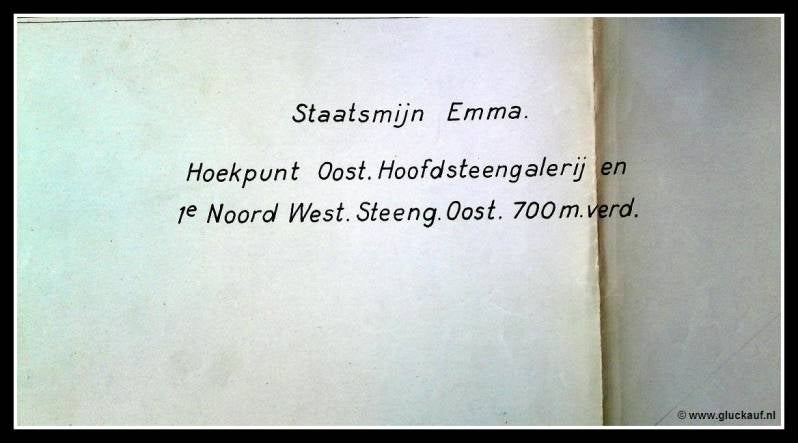 Staatsmijn Emma.
Hoekpunt Oost. Hoofdsteengalerij en
1e Noord West. Steeng. Oost. 700 m. verd.
© www.gluckauf.nl